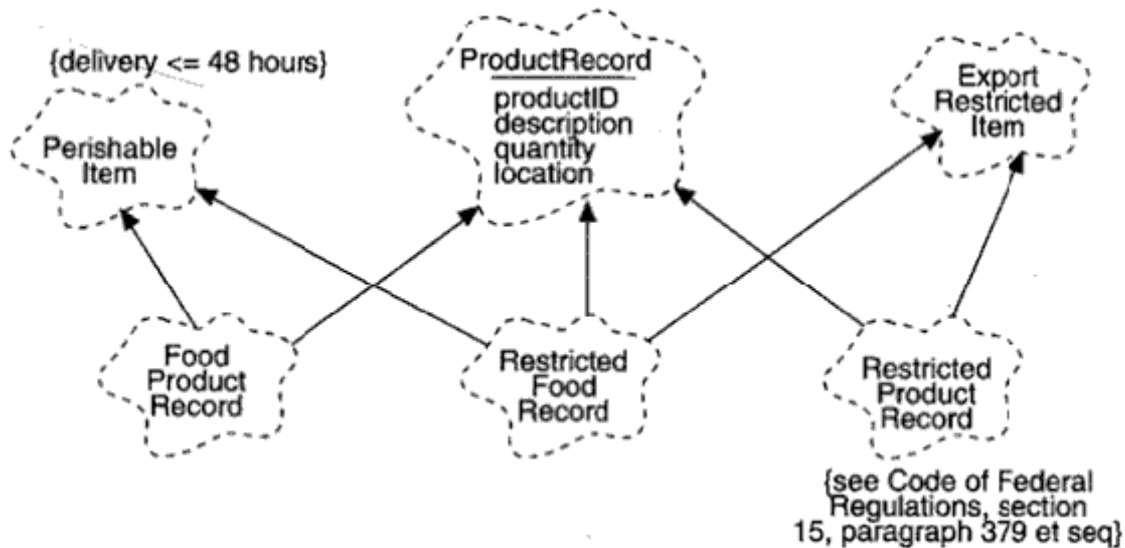 {delivery <= 48 hours}
Perishable
Item
ProductRecord
productID
description
quantity
location
Export
Restricted
Item
Food
Product
Record
Restricted
Food
Record
Restricted
Product
Record
{see Code of Federal
Regulations, section
15, paragraph 379 et seq}